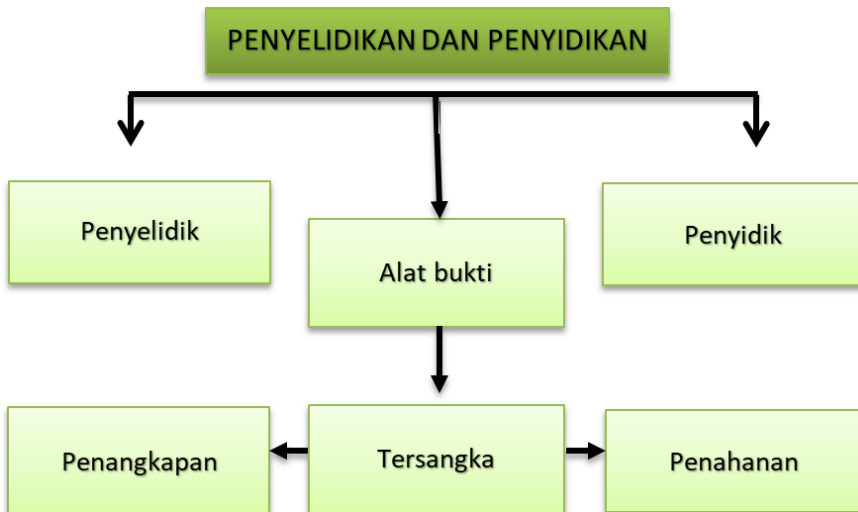 PENYELIDIKAN DAN PENYIDIKAN
Penyelidik
Alat bukti
Penyidik
Penangkapan
Tersangka
Penahanan